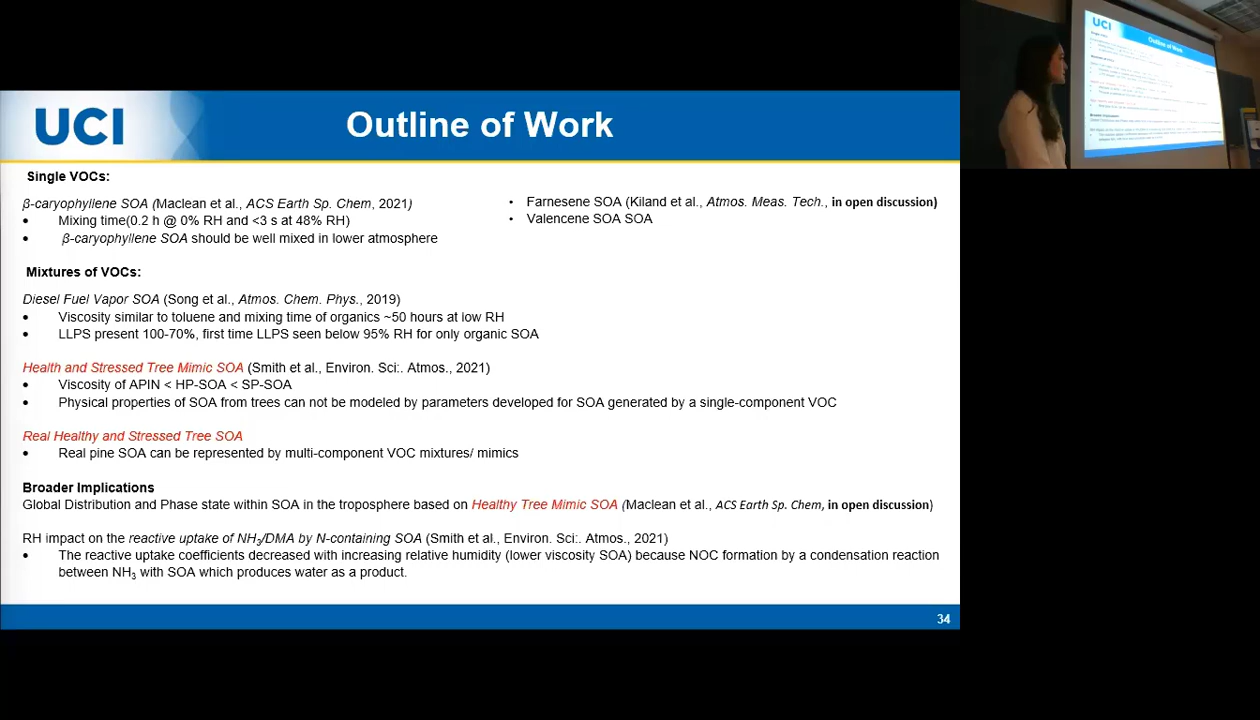 UCI
Outline of Work
Single VOCs:
β-caryophyllene SOA (Maclean et al., ACS Earth Sp. Chem, 2021)
• Mixing time(0.2 h @ 0% RH and <3 s at 48% RH)
• β-caryophyllene SOA should be well mixed in lower atmosphere
• Farnesene SOA (Kiland et al., Atmos. Meas. Tech., in open discussion)
• Valencene SOA SOA
Mixtures of VOCs:
Diesel Fuel Vapor SOA (Song et al., Atmos. Chem. Phys., 2019)
• Viscosity similar to toluene and mixing time of organics ~50 hours at low RH
• LLPS present 100-70%, first time LLPS seen below 95% RH for only organic SOA
Health and Stressed Tree Mimic SOA (Smith et al., Environ. Sci:. Atmos., 2021)
• Viscosity of APIN < HP-SOA < SP-SOA
• Physical properties of SOA from trees can not be modeled by parameters developed for SOA generated by a single-component VOC
Real Healthy and Stressed Tree SOA
• Real pine SOA can be represented by multi-component VOC mixtures/ mimics
Broader Implications
Global Distribution and Phase state within SOA in the troposphere based on Healthy Tree Mimic SOA (Maclean et al., ACS Earth Sp. Chem, in open discussion)
RH impact on the reactive uptake of NH3/DMA by N-containing SOA (Smith et al., Environ. Sci:. Atmos., 2021)
• The reactive uptake coefficients decreased with increasing relative humidity (lower viscosity SOA) because NOC formation by a condensation reaction
between NH3 with SOA which produces water as a product.
34
UCI
Outline of Work